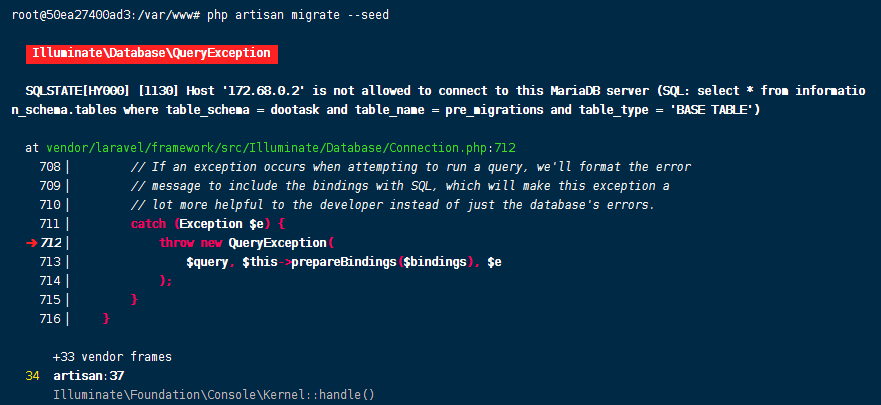 root@50ea27400ad3:/var/www# php artisan migrate --seed
Illuminate\Database\QueryException
SQLSTATE[HY000] [1130] Host '172.68.0.2' is not allowed to connect to this MariaDB server (SQL: select * from informatio
n_schema.tables where table_schema = dootask and table_name = pre_migrations and table_type = 'BASE TABLE')
at vendor/laravel/framework/src/Illuminate/Database/Connection.php:712
708| // If an exception occurs when attempting to run a query, we'll format the error
709| // message to include the bindings with SQL, which will make this exception a
710| // lot more helpful to the developer instead of just the database's errors.
711| catch (Exception $e) {
➔ 712| throw new QueryException(
713| $query, $this->prepareBindings($bindings), $e
714| );
715| }
716| }
+33 vendor frames
34 artisan:37
Illuminate\Foundation\Console\Kernel::handle()